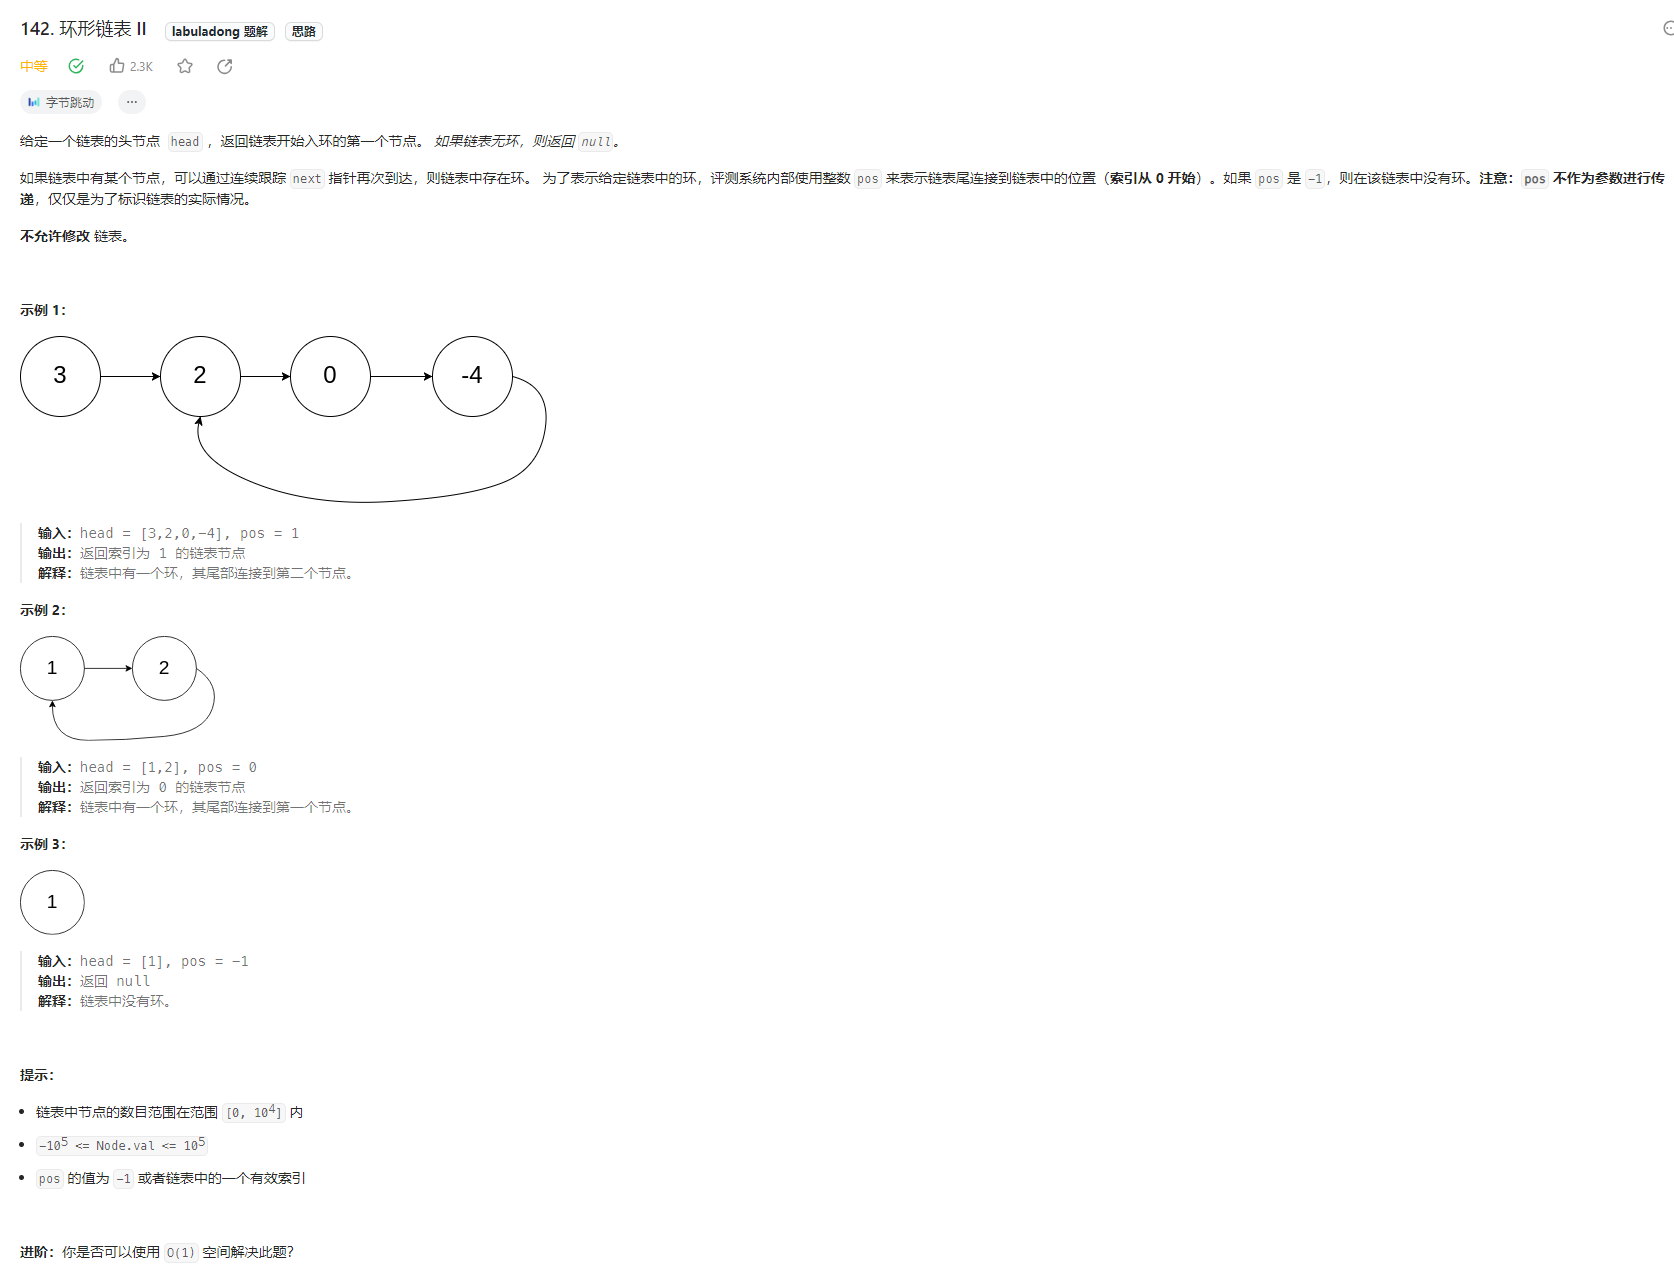 142. 环形链表 II labuladong 题解 思路
中等 2.3K
字节跳动 ...
给定一个链表的头节点 head ，返回链表开始入环的第一个节点。 如果链表无环，则返回 null。
如果链表中有某个节点，可以通过连续跟踪 next 指针再次到达，则链表中存在环。 为了表示给定链表中的环，评测系统内部使用整数 pos 来表示链表尾连接到链表中的位置（索引从 0 开始）。如果 pos 是 -1，则在该链表中没有环。注意：pos 不作为参数进行传
递，仅仅是为了标识链表的实际情况。
不允许修改 链表。
示例 1：
3 2 0 -4
输入：head = [3,2,0,-4], pos = 1
输出：返回索引为 1 的链表节点
解释：链表中有一个环，其尾部连接到第二个节点。
示例 2：
1 2
输入：head = [1,2], pos = 0
输出：返回索引为 0 的链表节点
解释：链表中有一个环，其尾部连接到第一个节点。
示例 3：
1
输入：head = [1], pos = -1
输出：返回 null
解释：链表中没有环。
提示：
• 链表中节点的数目范围在范围 [0, 10⁴] 内
• -10⁵ <= Node.val <= 10⁵
• pos 的值为 -1 或者链表中的一个有效索引
进阶：你是否可以使用 O(1) 空间解决此题？